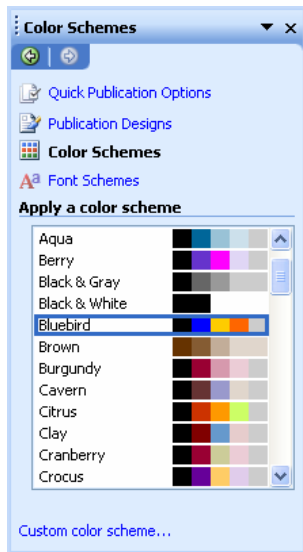 Color Schemes
Quick Publication Options
Publication Designs
Color Schemes
Font Schemes
Apply a color scheme
Aqua
Berry
Black & Gray
Black & White
Bluebird
Brown
Burgundy
Cavern
Citrus
Clay
Cranberry
Crocus
Custom color scheme...